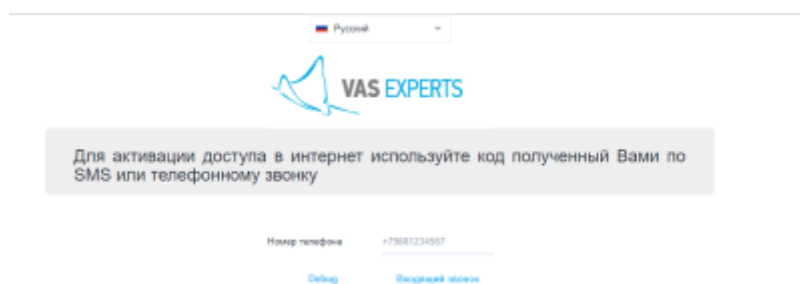 Русский
VAS EXPERTS
Для активации доступа в интернет используйте код полученный Вами по
SMS или телефонному звонку
Номер телефона +79881234567
Debug Входящий звонок